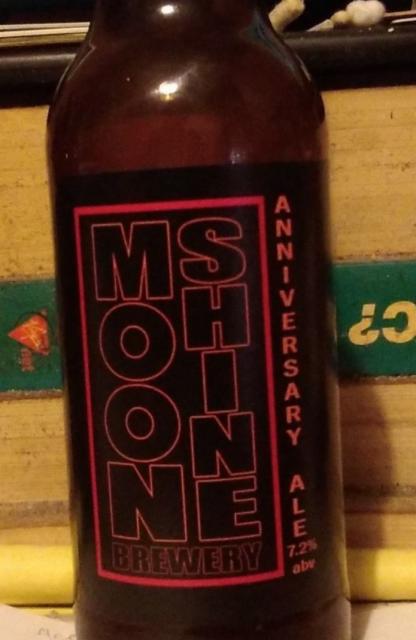 MOON
SHINE
BREWERY
ANNIVERSARY ALE
7.2%
abv